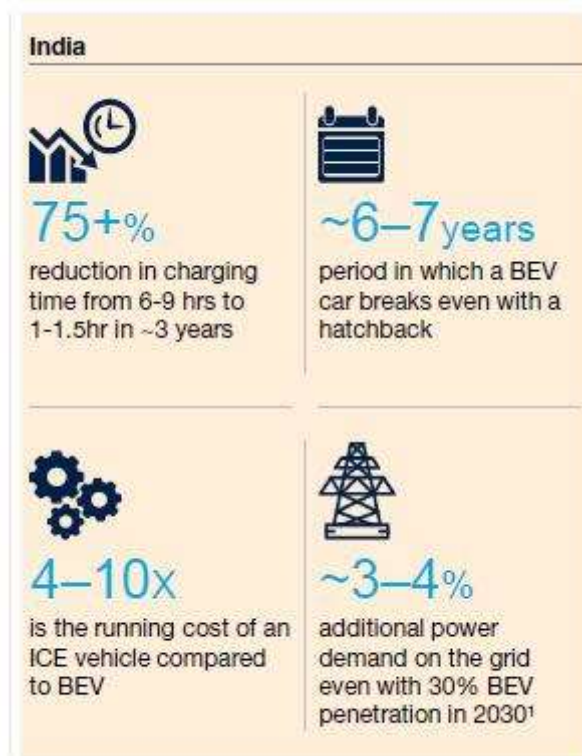 India
75+%
reduction in charging
time from 6-9 hrs to
1-1.5hr in ~3 years
~6–7 years
period in which a BEV
car breaks even with a
hatchback
4–10x
is the running cost of an
ICE vehicle compared
to BEV
~3–4%
additional power
demand on the grid
even with 30% BEV
penetration in 2030¹